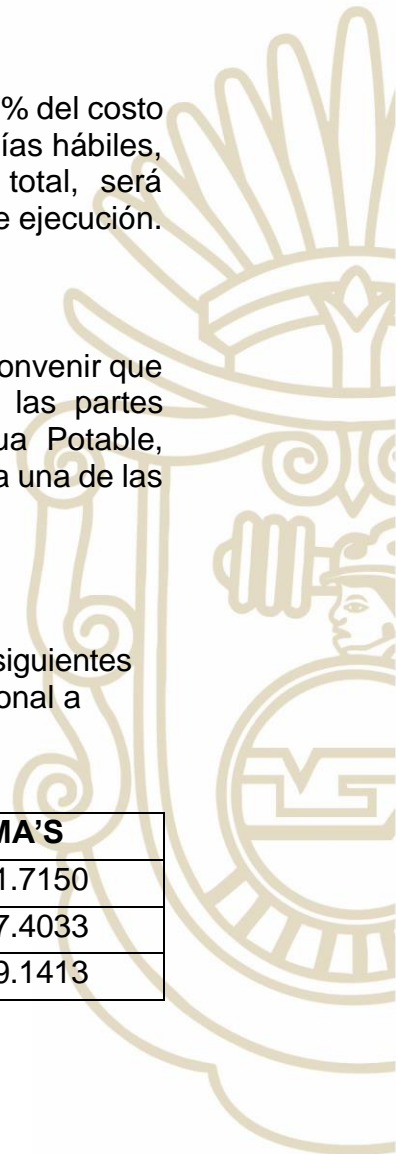 % del costo
ías hábiles,
total, será
e ejecución.
onvenir que
las partes
ua Potable,
a una de las
siguientes
onal a
MA'S
1.7150
7.4033
9.1413